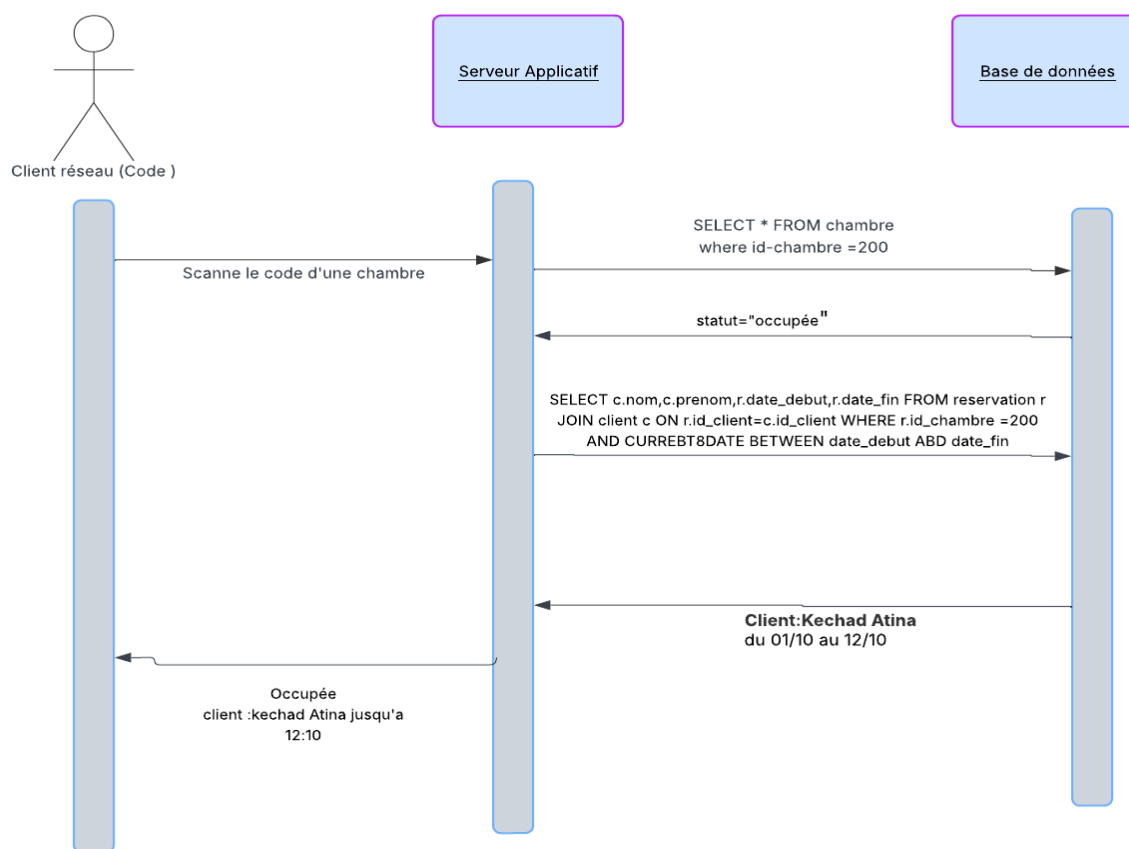 Serveur Applicatif
Base de données
Client réseau (Code )
SELECT * FROM chambre
where id-chambre =200
Scanne le code d'une chambre
statut="occupée"
SELECT c.nom,c.prenom,r.date_debut,r.date_fin FROM reservation r
JOIN client c ON r.id_client=c.id_client WHERE r.id_chambre =200
AND CURREBT8DATE BETWEEN date_debut ABD date_fin
Client:Kechad Atina
du 01/10 au 12/10
Occupée
client :kechad Atina jusqu'a
12:10